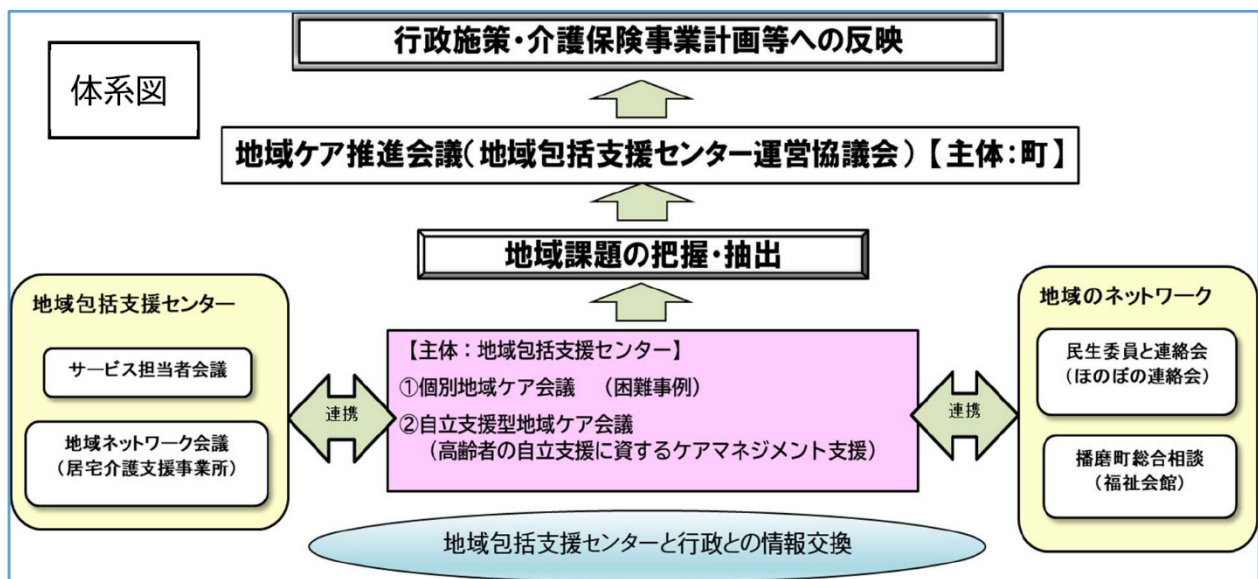 体系図
行政施策・介護保険事業計画等への反映
地域ケア推進会議(地域包括支援センター運営協議会)【主体:町】
地域課題の把握・抽出
地域包括支援センター
サービス担当者会議
地域ネットワーク会議
(居宅介護支援事業所)
連携
【主体：地域包括支援センター】
①個別地域ケア会議　（困難事例）
②自立支援型地域ケア会議
（高齢者の自立支援に資するケアマネジメント支援）
連携
地域のネットワーク
民生委員と連絡会
(ほのぼの連絡会)
播磨町総合相談
(福祉会館)
地域包括支援センターと行政との情報交換